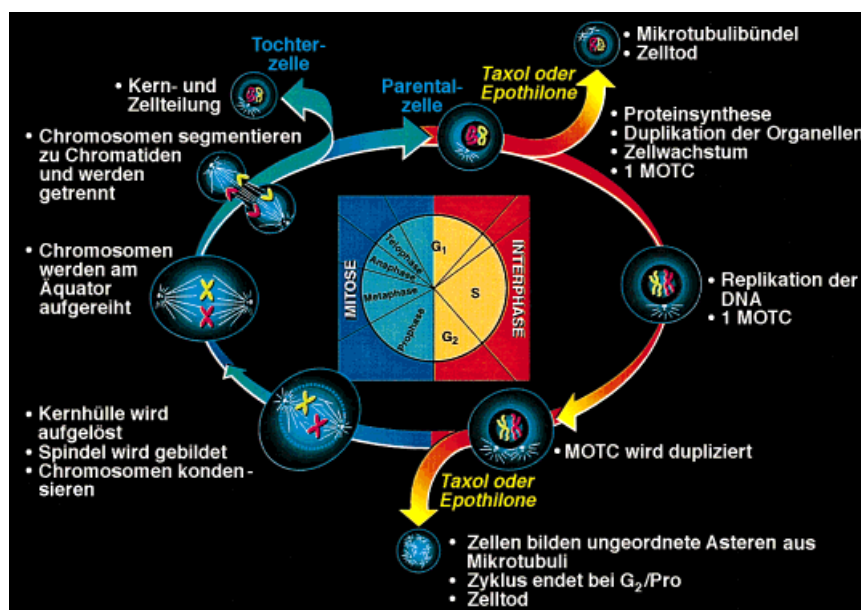 Tochter-
zelle
• Kern- und
Zellteilung
Parental-
zelle
Taxol oder
Epothilone
• Mikrotubulibündel
• Zelltod
• Proteinsynthese
• Duplikation der Organellen
• Zellwachstum
• 1 MOTC
• Chromosomen segmentieren
zu Chromatiden
und werden
getrennt
• Chromosomen
werden am
Äquator
aufgereiht
MITOSE
Telophase
Anaphase
Metaphase
Prophase
G1
S
G2
INTERPHASE
• Replikation der
DNA
• 1 MOTC
• Kernhülle wird
aufgelöst
• Spindel wird gebildet
• Chromosomen konden-
sieren
• MOTC wird dupliziert
Taxol oder
Epothilone
• Zellen bilden ungeordnete Asteren aus
Mikrotubuli
• Zyklus endet bei G2/Pro
• Zelltod